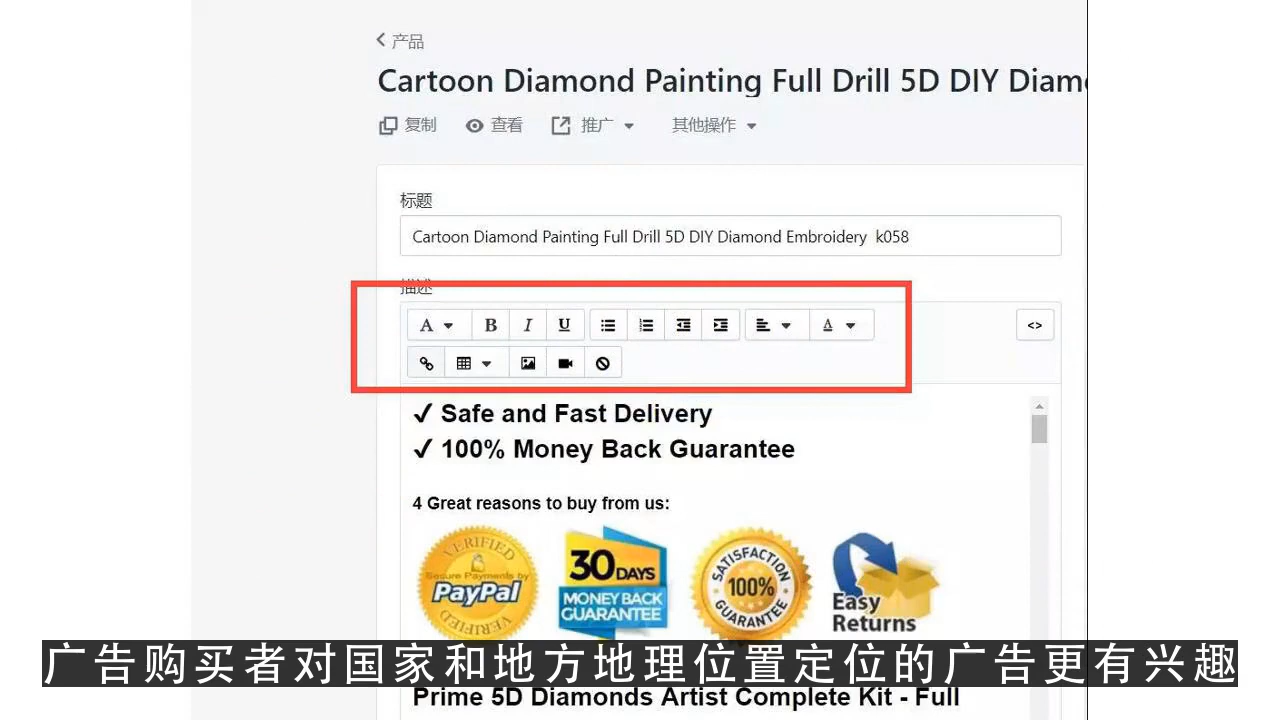 产品
Cartoon Diamond Painting Full Drill 5D DIY Diamo
复制 查看 推广 其他操作
标题
Cartoon Diamond Painting Full Drill 5D DIY Diamond Embroidery k058
描述
A B I U A <>
✓ Safe and Fast Delivery
✓ 100% Money Back Guarantee
4 Great reasons to buy from us:
VERIFIED
Secure Payments by
PayPal
VERIFIED
30 DAYS
MONEY BACK
GUARANTEE
SATISFACTION
100%
GUARANTEE
Easy
Returns
广告购买者对国家和地方地理位置定位的广告更有兴趣
Prime 5D Diamonds Artist Complete Kit - Full